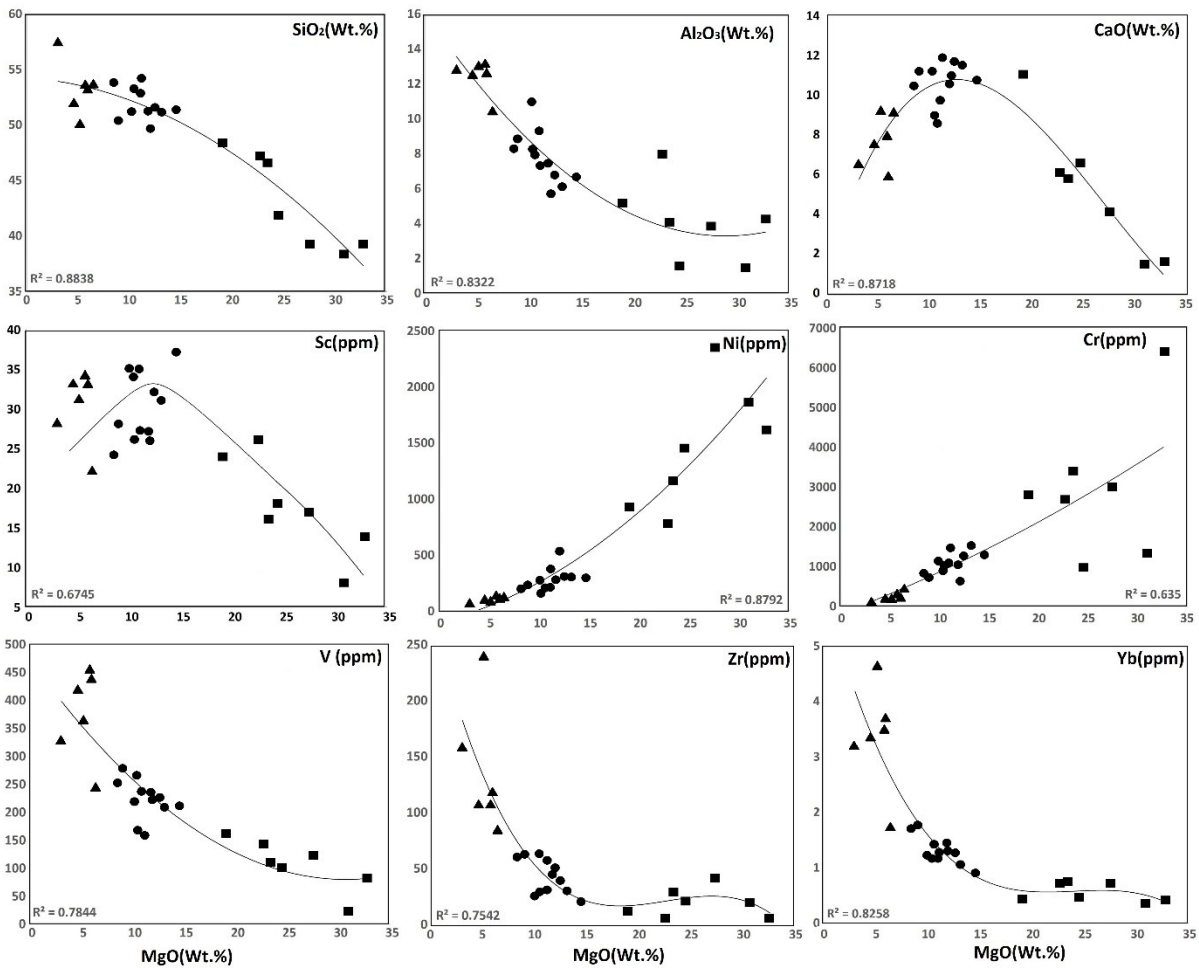 SiO₂(Wt.%)
60
55
50
45
40
35
R² = 0.8838
0 5 10 15 20 25 30 35
Al₂O₃(Wt.%)
16
14
12
10
8
6
4
2
0
R² = 0.8322
0 5 10 15 20 25 30 35
CaO(Wt.%)
14
12
10
8
6
4
2
0
R² = 0.8718
0 5 10 15 20 25 30 35
Sc(ppm)
40
35
30
25
20
15
10
5
R² = 0.6745
0 5 10 15 20 25 30 35
Ni(ppm)
2500
2000
1500
1000
500
0
R² = 0.8792
0 5 10 15 20 25 30 35
Cr(ppm)
7000
6000
5000
4000
3000
2000
1000
0
R² = 0.635
0 5 10 15 20 25 30 35
V (ppm)
500
450
400
350
300
250
200
150
100
50
0
R² = 0.7844
0 5 10 15 20 25 30 35
MgO(Wt.%)
Zr(ppm)
250
200
150
100
50
0
R² = 0.7542
0 5 10 15 20 25 30 35
MgO(Wt.%)
Yb(ppm)
5
4
3
2
1
0
R² = 0.8258
0 5 10 15 20 25 30 35
MgO(Wt.%)